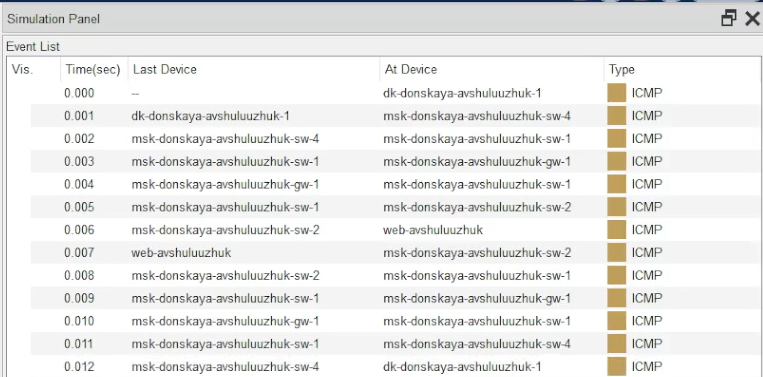 Simulation Panel
Event List
Vis. Time(sec) Last Device At Device Type
0.000 -- dk-donskaya-avshuluuzhuk-1 ICMP
0.001 dk-donskaya-avshuluuzhuk-1 msk-donskaya-avshuluuzhuk-sw-4 ICMP
0.002 msk-donskaya-avshuluuzhuk-sw-4 msk-donskaya-avshuluuzhuk-sw-1 ICMP
0.003 msk-donskaya-avshuluuzhuk-sw-1 msk-donskaya-avshuluuzhuk-gw-1 ICMP
0.004 msk-donskaya-avshuluuzhuk-gw-1 msk-donskaya-avshuluuzhuk-sw-1 ICMP
0.005 msk-donskaya-avshuluuzhuk-sw-1 msk-donskaya-avshuluuzhuk-sw-2 ICMP
0.006 msk-donskaya-avshuluuzhuk-sw-2 web-avshuluuzhuk ICMP
0.007 web-avshuluuzhuk msk-donskaya-avshuluuzhuk-sw-2 ICMP
0.008 msk-donskaya-avshuluuzhuk-sw-2 msk-donskaya-avshuluuzhuk-sw-1 ICMP
0.009 msk-donskaya-avshuluuzhuk-sw-1 msk-donskaya-avshuluuzhuk-gw-1 ICMP
0.010 msk-donskaya-avshuluuzhuk-gw-1 msk-donskaya-avshuluuzhuk-sw-1 ICMP
0.011 msk-donskaya-avshuluuzhuk-sw-1 msk-donskaya-avshuluuzhuk-sw-4 ICMP
0.012 msk-donskaya-avshuluuzhuk-sw-4 dk-donskaya-avshuluuzhuk-1 ICMP